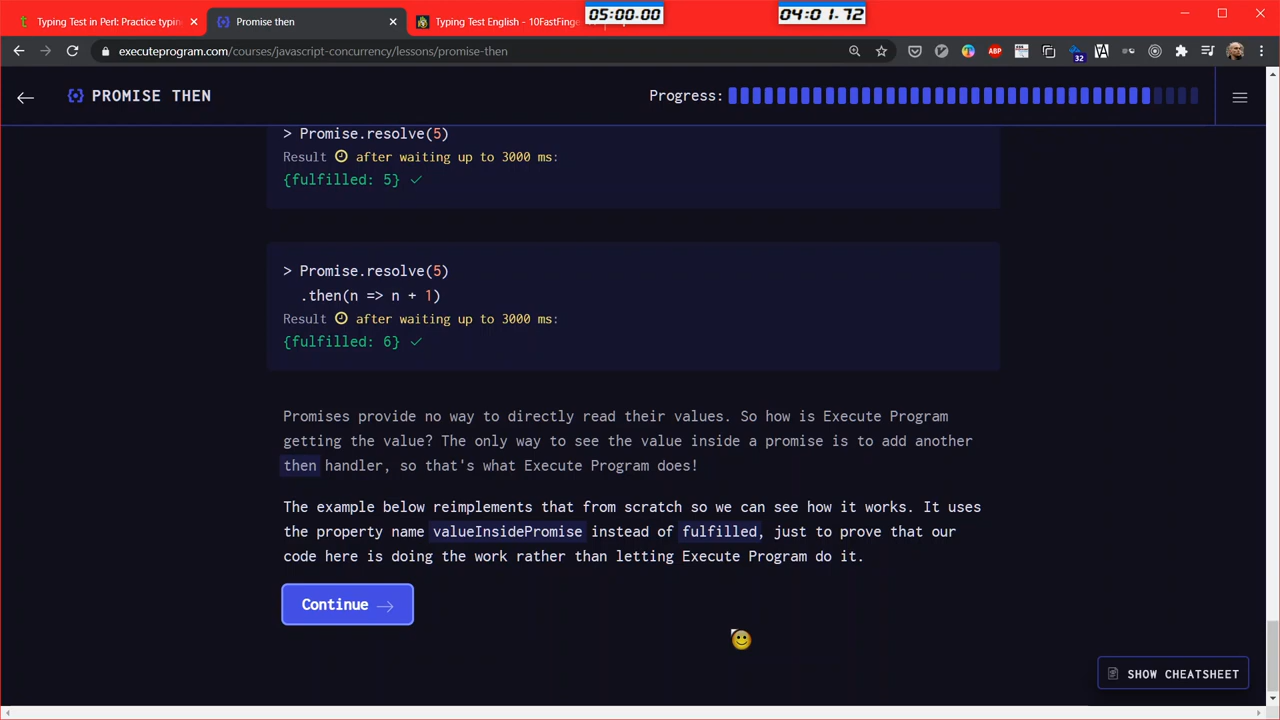 05:00.00 04:01.72
Typing Test in Perl: Practice typin Promise then Typing Test English - 10FastFinge
executeprogram.com/courses/javascript-concurrency/lessons/promise-then
ABP 32
PROMISE THEN Progress:
> Promise.resolve(5)
Result after waiting up to 3000 ms:
{fulfilled: 5}
> Promise.resolve(5)
.then(n => n + 1)
Result after waiting up to 3000 ms:
{fulfilled: 6}
Promises provide no way to directly read their values. So how is Execute Program
getting the value? The only way to see the value inside a promise is to add another
then handler, so that's what Execute Program does!
The example below reimplements that from scratch so we can see how it works. It uses
the property name valueInsidePromise instead of fulfilled, just to prove that our
code here is doing the work rather than letting Execute Program do it.
Continue
SHOW CHEATSHEET